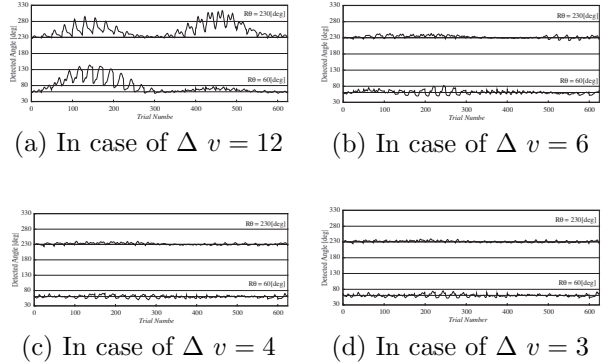 330
280
230
180
130
80
30
Detected Angle [deg]
Rθ = 230[deg]
Rθ = 60[deg]
0 100 200 300 400 500 600
Trial Numbe
(a) In case of Δ v = 12
330
280
230
180
130
80
30
Detected Angle [deg]
Rθ = 230[deg]
Rθ = 60[deg]
0 100 200 300 400 500 600
Trial Numbe
(b) In case of Δ v = 6
330
280
230
180
130
80
30
Detected Angle [deg]
Rθ = 230[deg]
Rθ = 60[deg]
0 100 200 300 400 500 600
Trial Numbe
(c) In case of Δ v = 4
330
280
230
180
130
80
30
Detected Angle [deg]
Rθ = 230[deg]
Rθ = 60[deg]
0 100 200 300 400 500 600
Trial Number
(d) In case of Δ v = 3